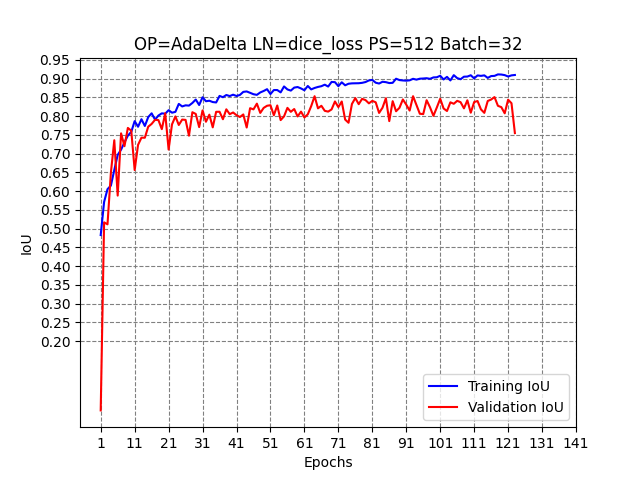 OP=AdaDelta LN=dice_loss PS=512 Batch=32
0.95
0.90
0.85
0.80
0.75
0.70
0.65
0.60
0.55
0.50
0.45
0.40
0.35
0.30
0.25
0.20
IoU
Training IoU
Validation IoU
1 11 21 31 41 51 61 71 81 91 101 111 121 131 141
Epochs